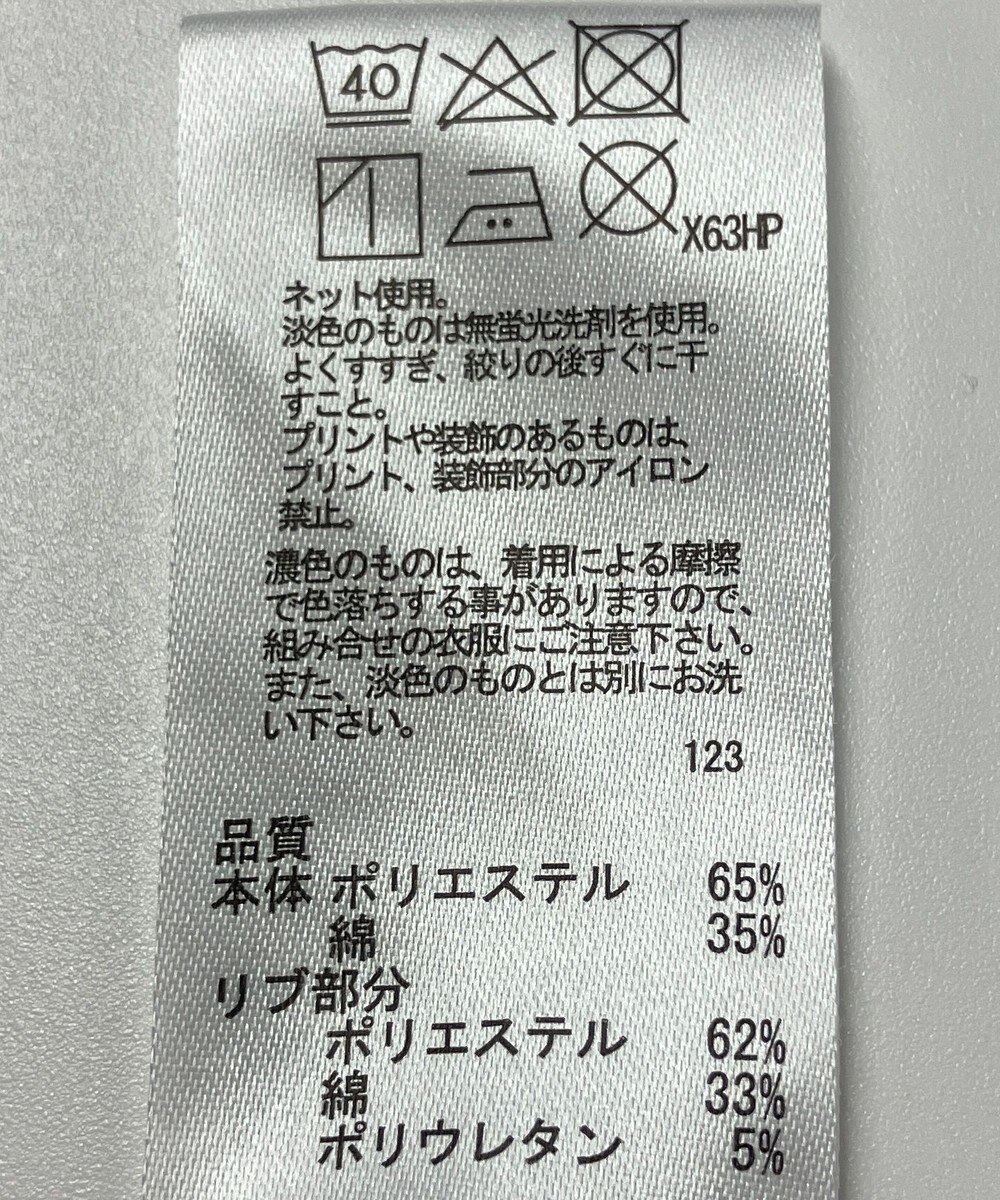 40
X63HP
ネット使用。
淡色のものは無蛍光洗剤を使用。
よくすすぎ、絞りの後すぐに干
すこと。
プリントや装飾のあるものは、
プリント、装飾部分のアイロン
禁止。
濃色のものは、着用による摩擦
で色落ちする事がありますので、
組み合せの衣服にご注意下さい。
また、淡色のものとは別にお洗
い下さい。
123
品質
本体 ポリエステル 65%
綿 35%
リブ部分
ポリエステル 62%
綿 33%
ポリウレタン 5%